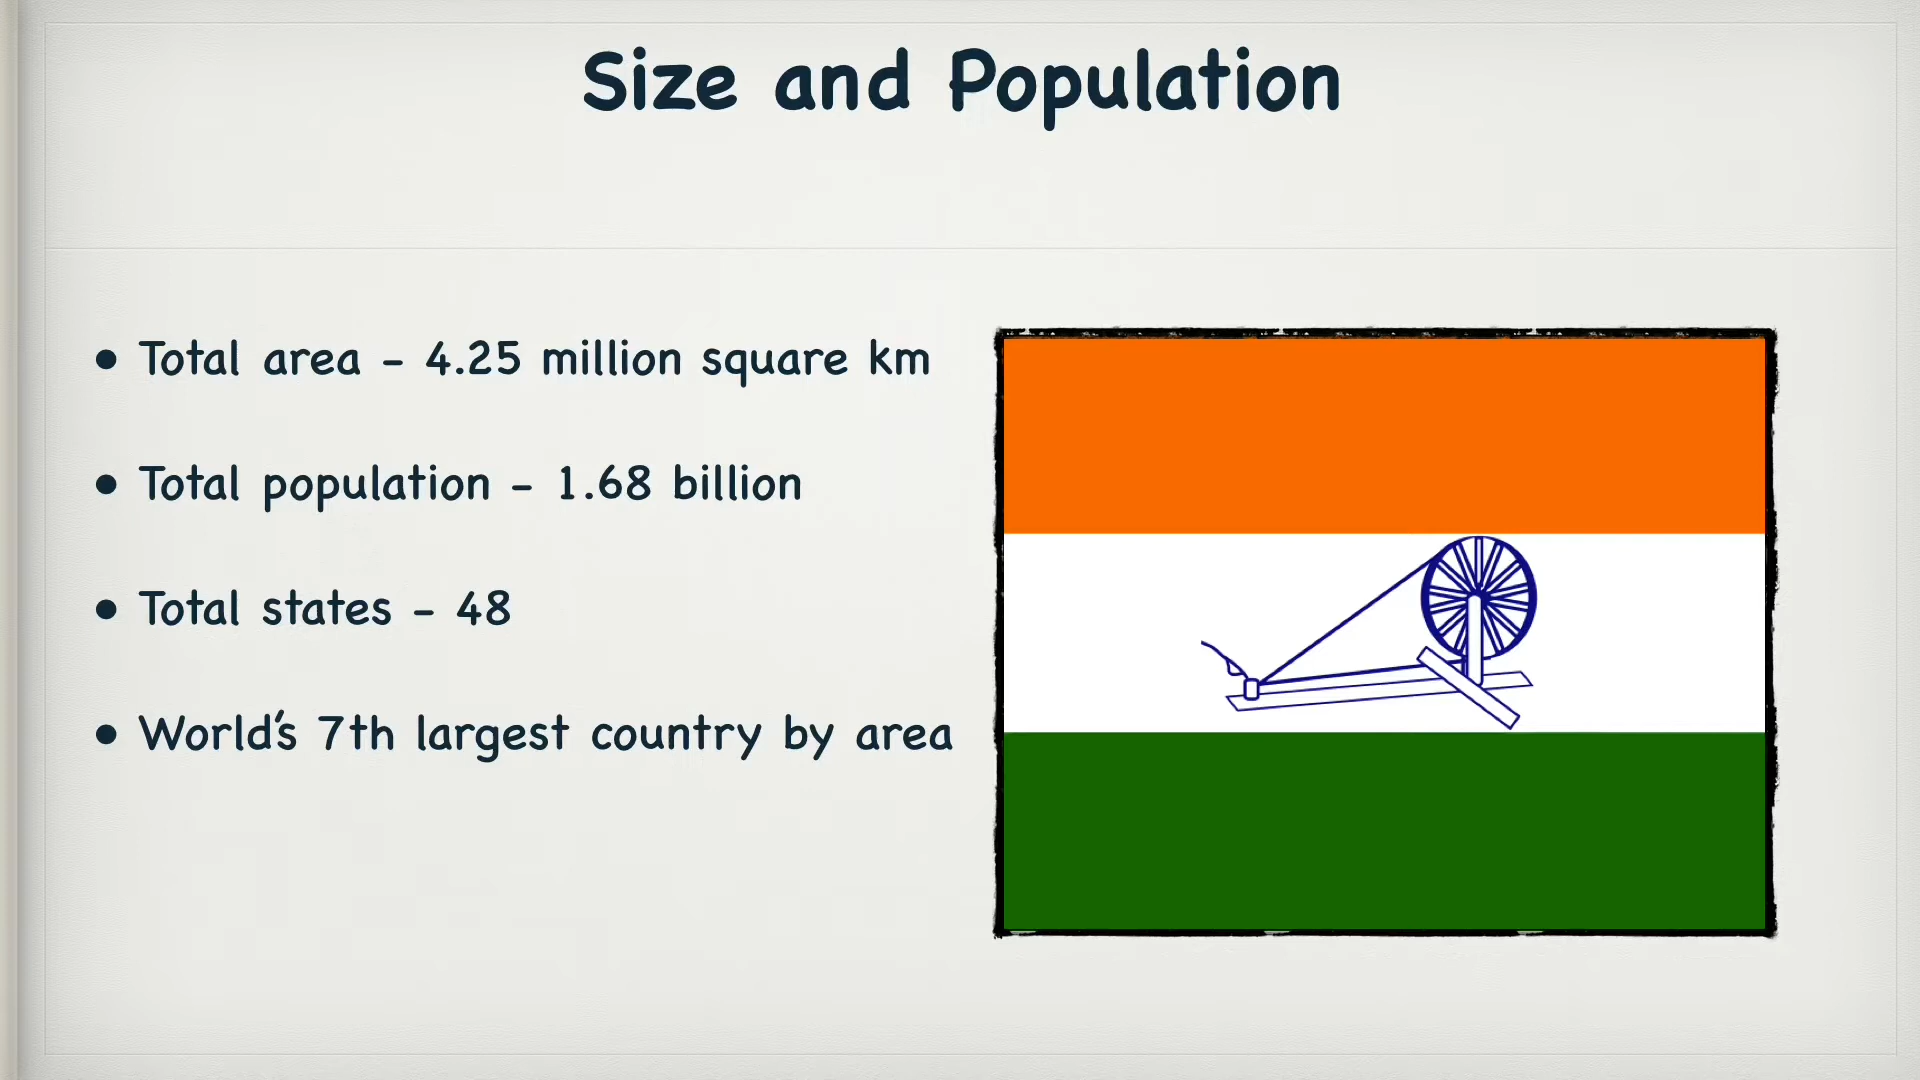 Size and Population
• Total area - 4.25 million square km
• Total population - 1.68 billion
• Total states - 48
• World's 7th largest country by area